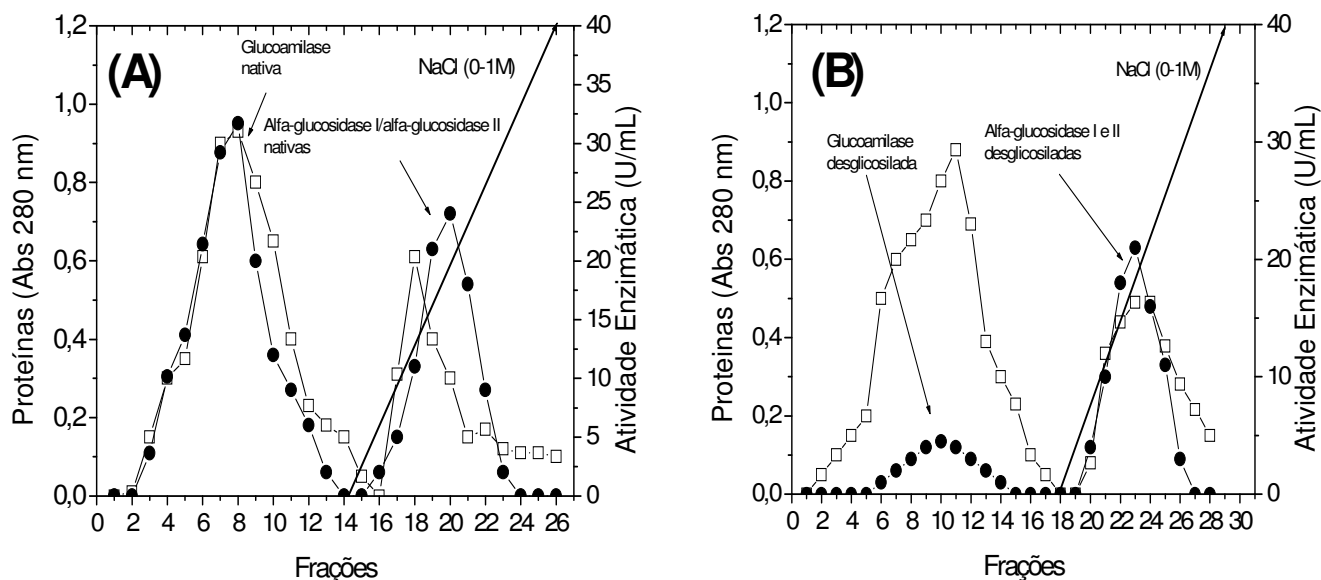 (A)
Glucoamilase
nativa
NaCl (0-1M)
Alfa-glucosidase I/alfa-glucosidase II
nativas
Proteínas (Abs 280 nm)
1,2
1,0
0,8
0,6
0,4
0,2
0,0
Atividade Enzimática (U/mL)
40
35
30
25
20
15
10
5
0
0 2 4 6 8 10 12 14 16 18 20 22 24 26
Frações
(B)
NaCl (0-1M)
Glucoamilase
desglicosilada
Alfa-glucosidase I e II
desglicosiladas
Proteínas (Abs 280 nm)
1,2
1,0
0,8
0,6
0,4
0,2
0,0
Atividade Enzimática (U/mL)
40
30
20
10
0
0 2 4 6 8 10 12 14 16 18 20 22 24 26 28 30
Frações